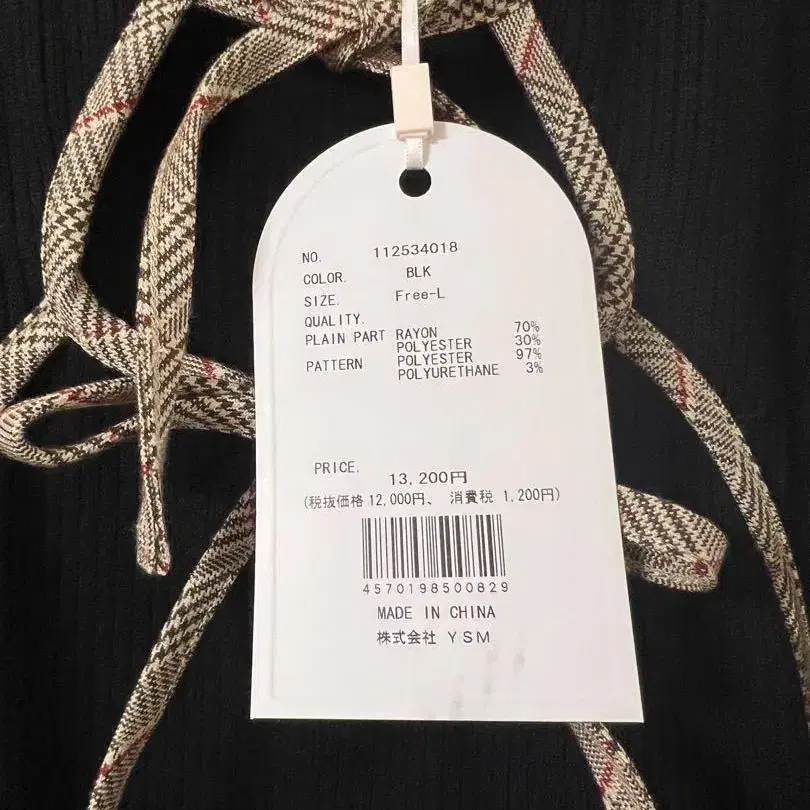 NO. 112534018
COLOR. BLK
SIZE. Free-L
QUALITY.
PLAIN PART RAYON 70%
POLYESTER 30%
PATTERN POLYESTER 97%
POLYURETHANE 3%
PRICE. 13,200円
(税抜価格 12,000円、 消費税 1,200円)
4570198500829
MADE IN CHINA
株式会社 YSM